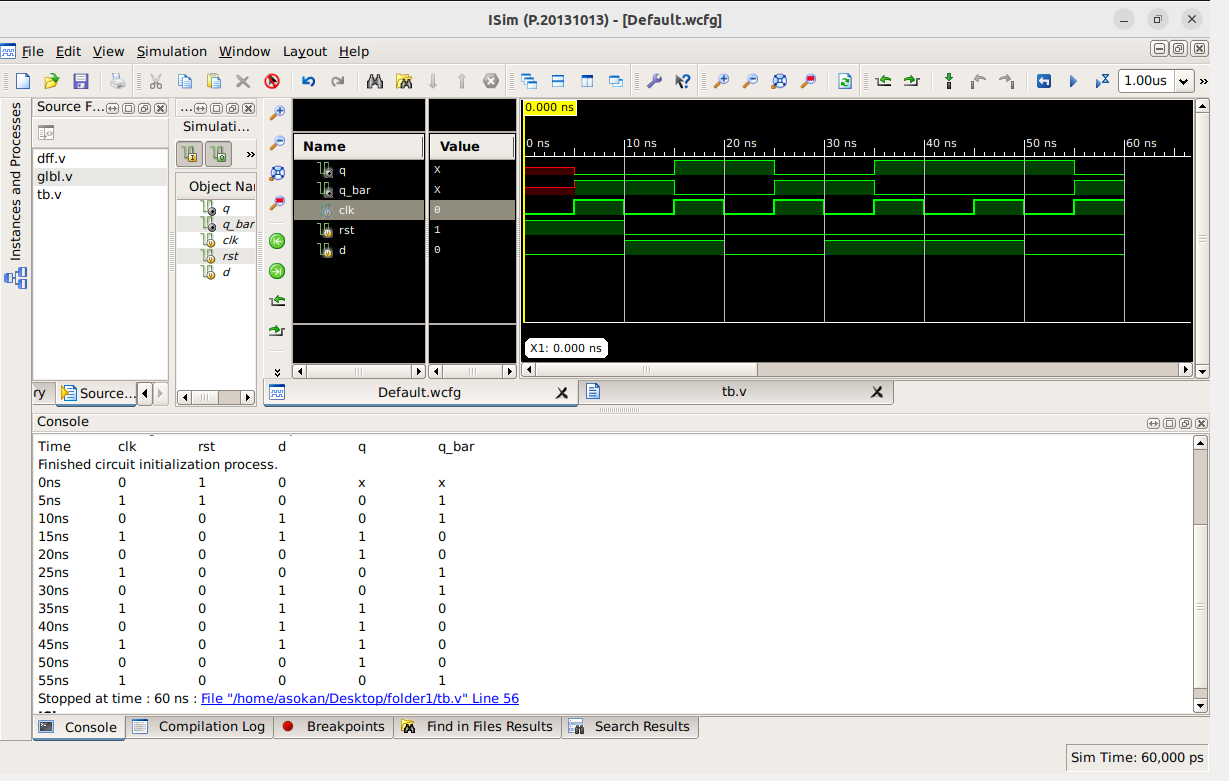 ISim (P.20131013) - [Default.wcfg]
File Edit View Simulation Window Layout Help
1.00us
»
Instances and Processes
Source F...
dff.v
glbl.v
tb.v
ry
Source...
...
Simulati...
»
Object Nar
q
q_bar
clk
rst
d
Name Value
q X
q_bar X
clk 0
rst 1
d 0
0.000 ns
0 ns 10 ns 20 ns 30 ns 40 ns 50 ns 60 ns
X1: 0.000 ns
Default.wcfg
tb.v
Console
Time clk rst d q q_bar
Finished circuit initialization process.
0ns 0 1 0 x x
5ns 1 1 0 0 1
10ns 0 0 1 0 1
15ns 1 0 1 1 0
20ns 0 0 0 1 0
25ns 1 0 0 0 1
30ns 0 0 1 0 1
35ns 1 0 1 1 0
40ns 0 0 1 1 0
45ns 1 0 1 1 0
50ns 0 0 0 1 0
55ns 1 0 0 0 1
Stopped at time : 60 ns : File "/home/asokan/Desktop/folder1/tb.v" Line 56
Console Compilation Log Breakpoints Find in Files Results Search Results
Sim Time: 60,000 ps